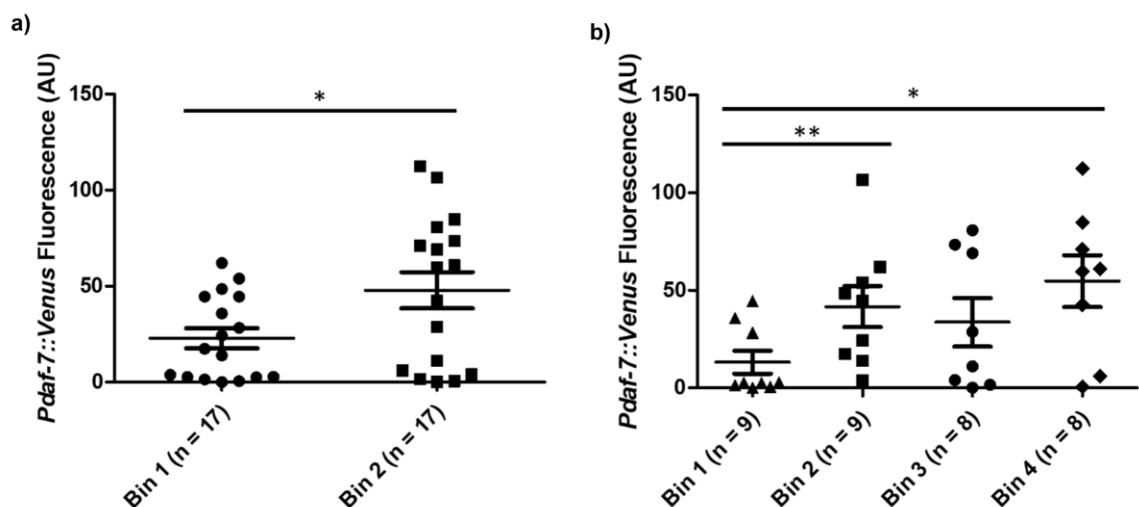 a)
Pdaf-7::Venus Fluorescence (AU)
150
100
50
0
*
Bin 1 (n = 17)
Bin 2 (n = 17)
b)
Pdaf-7::Venus Fluorescence (AU)
150
100
50
0
*
**
Bin 1 (n = 9)
Bin 2 (n = 9)
Bin 3 (n = 8)
Bin 4 (n = 8)